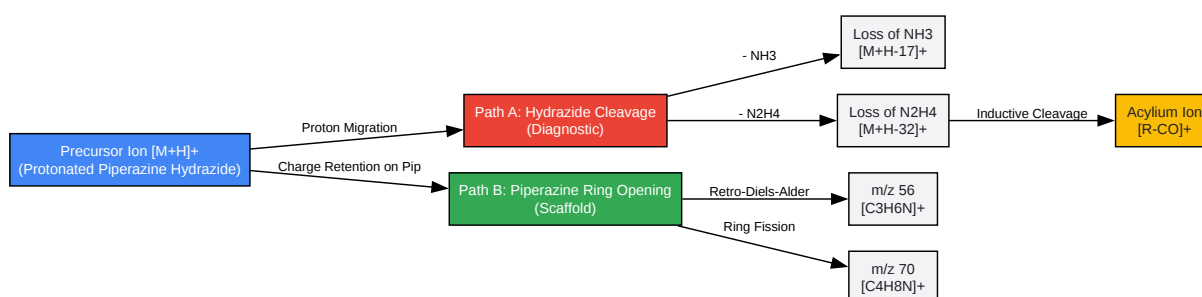 Precursor Ion [M+H]+
(Protonated Piperazine Hydrazide)
Proton Migration
Charge Retention on Pip
Path A: Hydrazide Cleavage
(Diagnostic)
Path B: Piperazine Ring Opening
(Scaffold)
- NH3
- N2H4
Retro-Diels-Alder
Ring Fission
Loss of NH3
[M+H-17]+
Loss of N2H4
[M+H-32]+
Inductive Cleavage
Acylium Ion
[R-CO]+
m/z 56
[C3H6N]+
m/z 70
[C4H8N]+